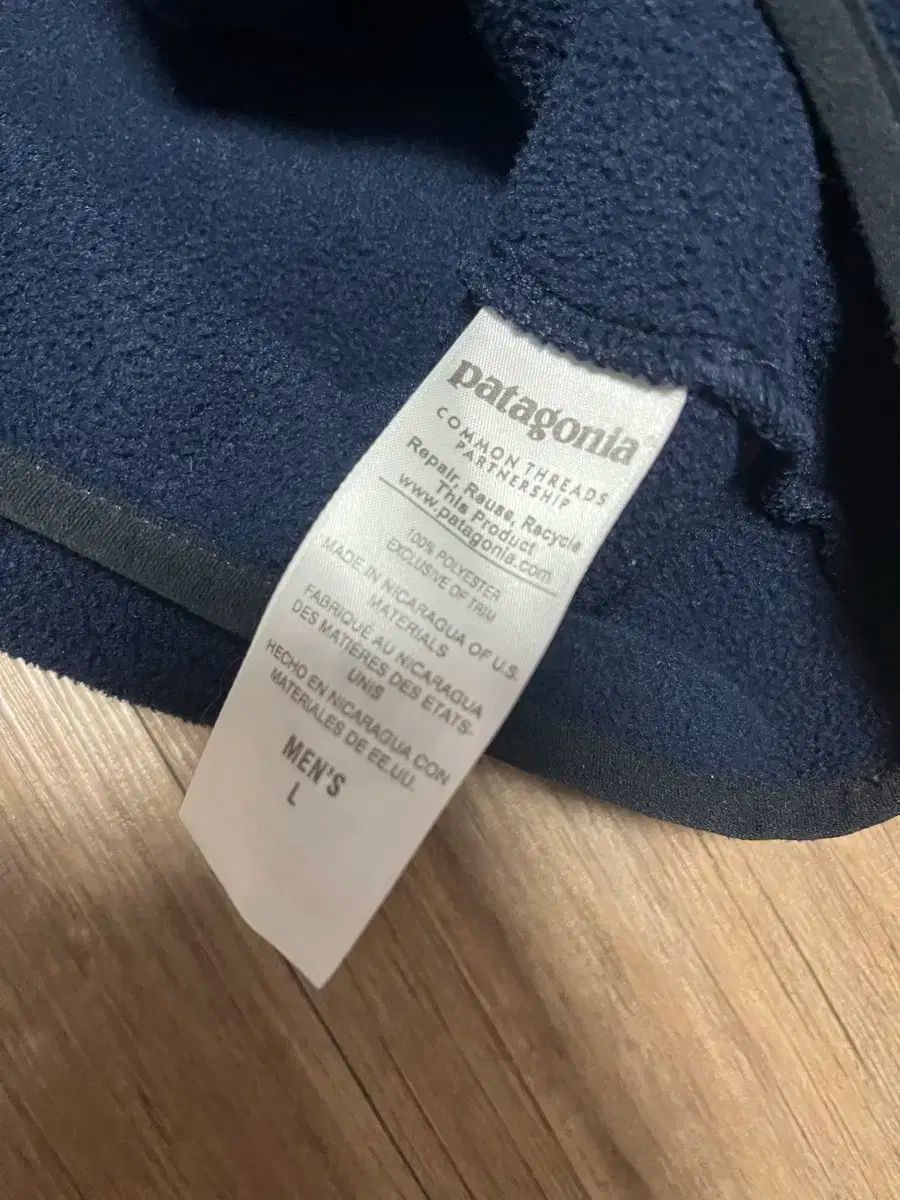 patagonia
COMMON THREADS
PARTNERSHIP
Repair, Reuse, Recycle
This Product
www.patagonia.com
100% POLYESTER
EXCLUSIVE OF TRIM
MADE IN NICARAGUA OF U.S.
MATERIALS
FABRIQUÉ AU NICARAGUA
DES MATIERES DES ETATS-
UNIS
HECHO EN NICARAGUA CON
MATERIALES DE EE.UU.
MEN'S
L